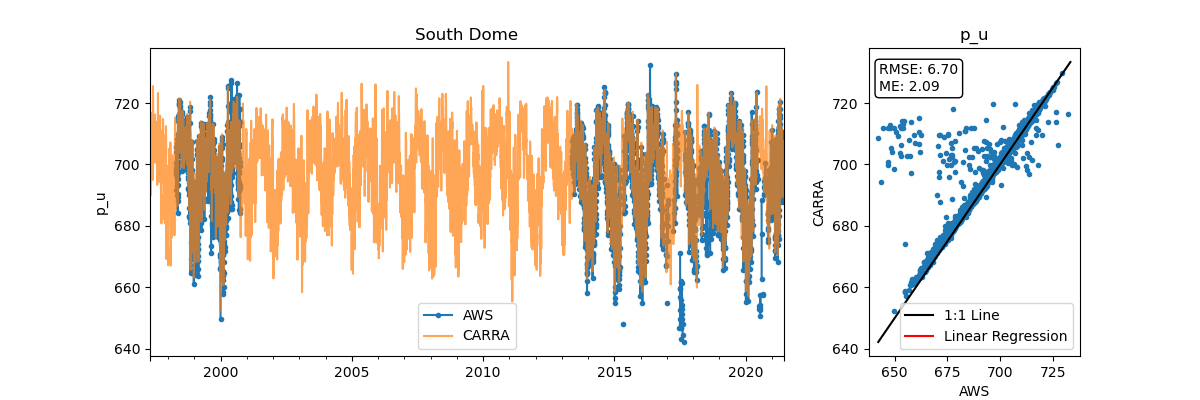 South Dome
p_u
720
700
680
660
640
2000
2005
2010
2015
2020
AWS
CARRA
p_u
RMSE: 6.70
ME: 2.09
CARRA
720
700
680
660
640
1:1 Line
Linear Regression
650
675
700
725
AWS